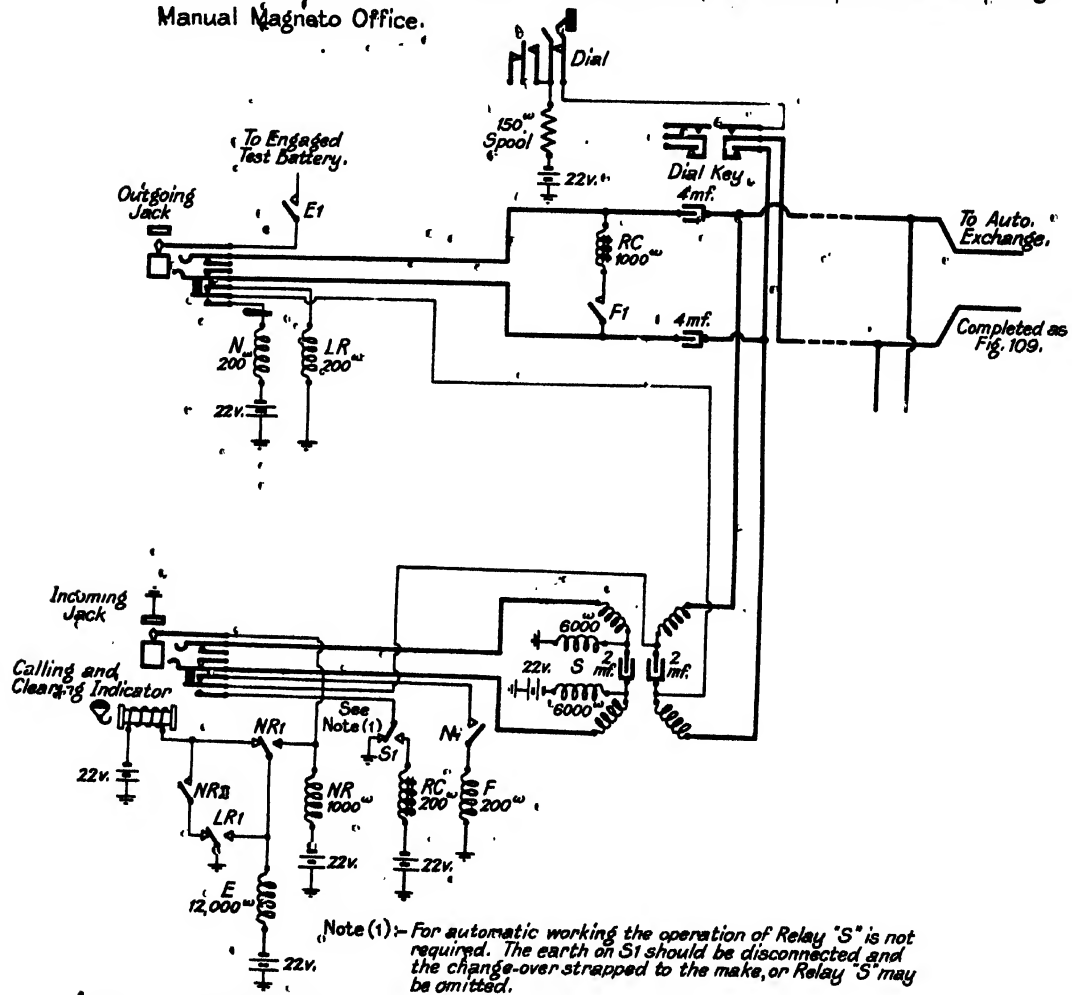 Manual Magneto Office.
Dial
150ω
Spool
22v.
To Engaged
Test Battery.
Outgoing
Jack
E1
Dial Key
4mf.
To Auto.
Exchange.
RC
1000ω
F1
4mf.
Completed as
Fig. 109.
N
200ω
LR
200ω
22v.
Incoming
Jack
Calling and
Clearing Indicator
6000ω
S
22v.
6000ω
2
mf.
2
mf.
See
Note (1)
S1
NR1
22v.
NRII
LR1
NR
1000ω
RC
200ω
F
200ω
22v.
22v.
E
12,000ω
22v.
Note (1):- For automatic working the operation of Relay "S" is not
required. The earth on S1 should be disconnected and
the change-over strapped to the make, or Relay "S" may
be omitted.